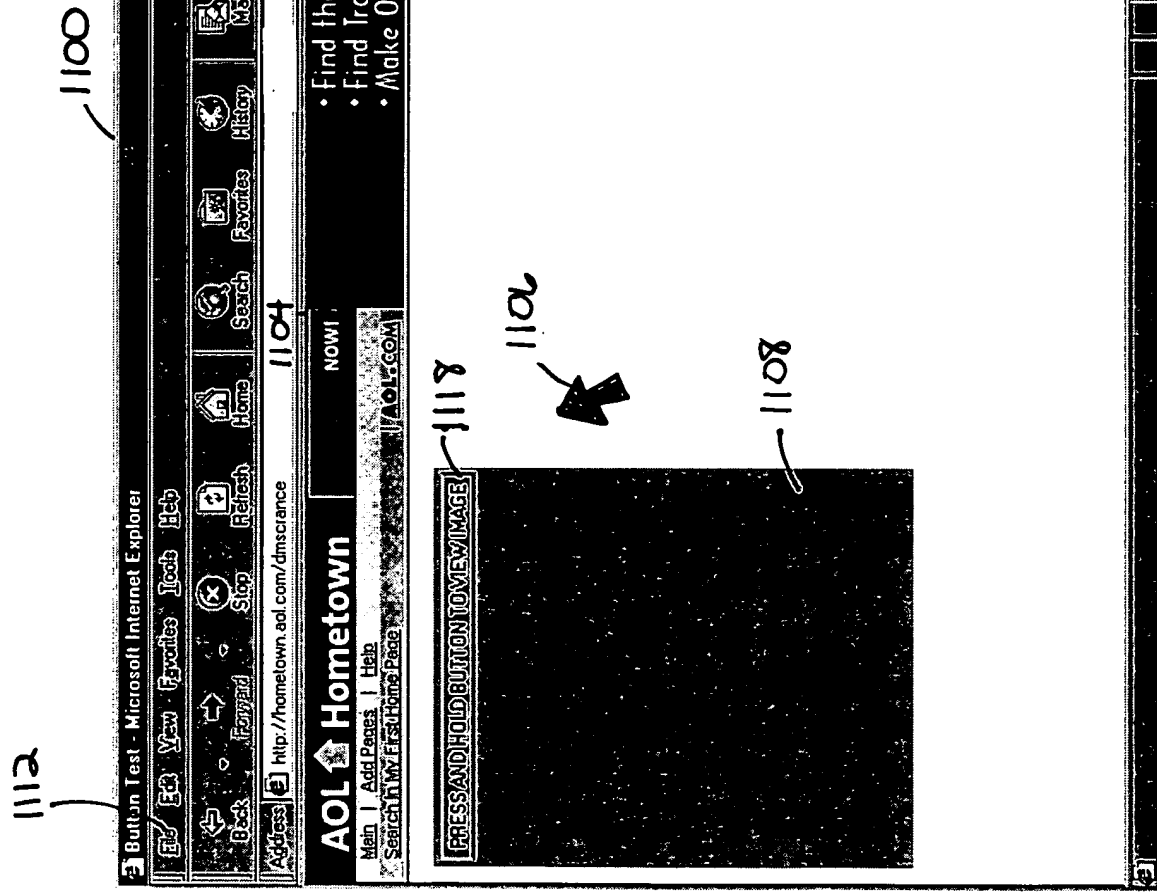 1112
1100
Button Test - Microsoft Internet Explorer
File Edit View Favorites Tools Help
Back Forward Stop Refresh Home Search Favorites History
Address http://hometown.aol.com/dmscrance
1104
AOL Hometown
NOW!
• Find th
• Find Tra
• Make O
Main | Add Pages | Help
Search In My First Home Page
AOL.COM
1118
1106
PRESS AND HOLD BUTTON TO VIEW IMAGE
1108